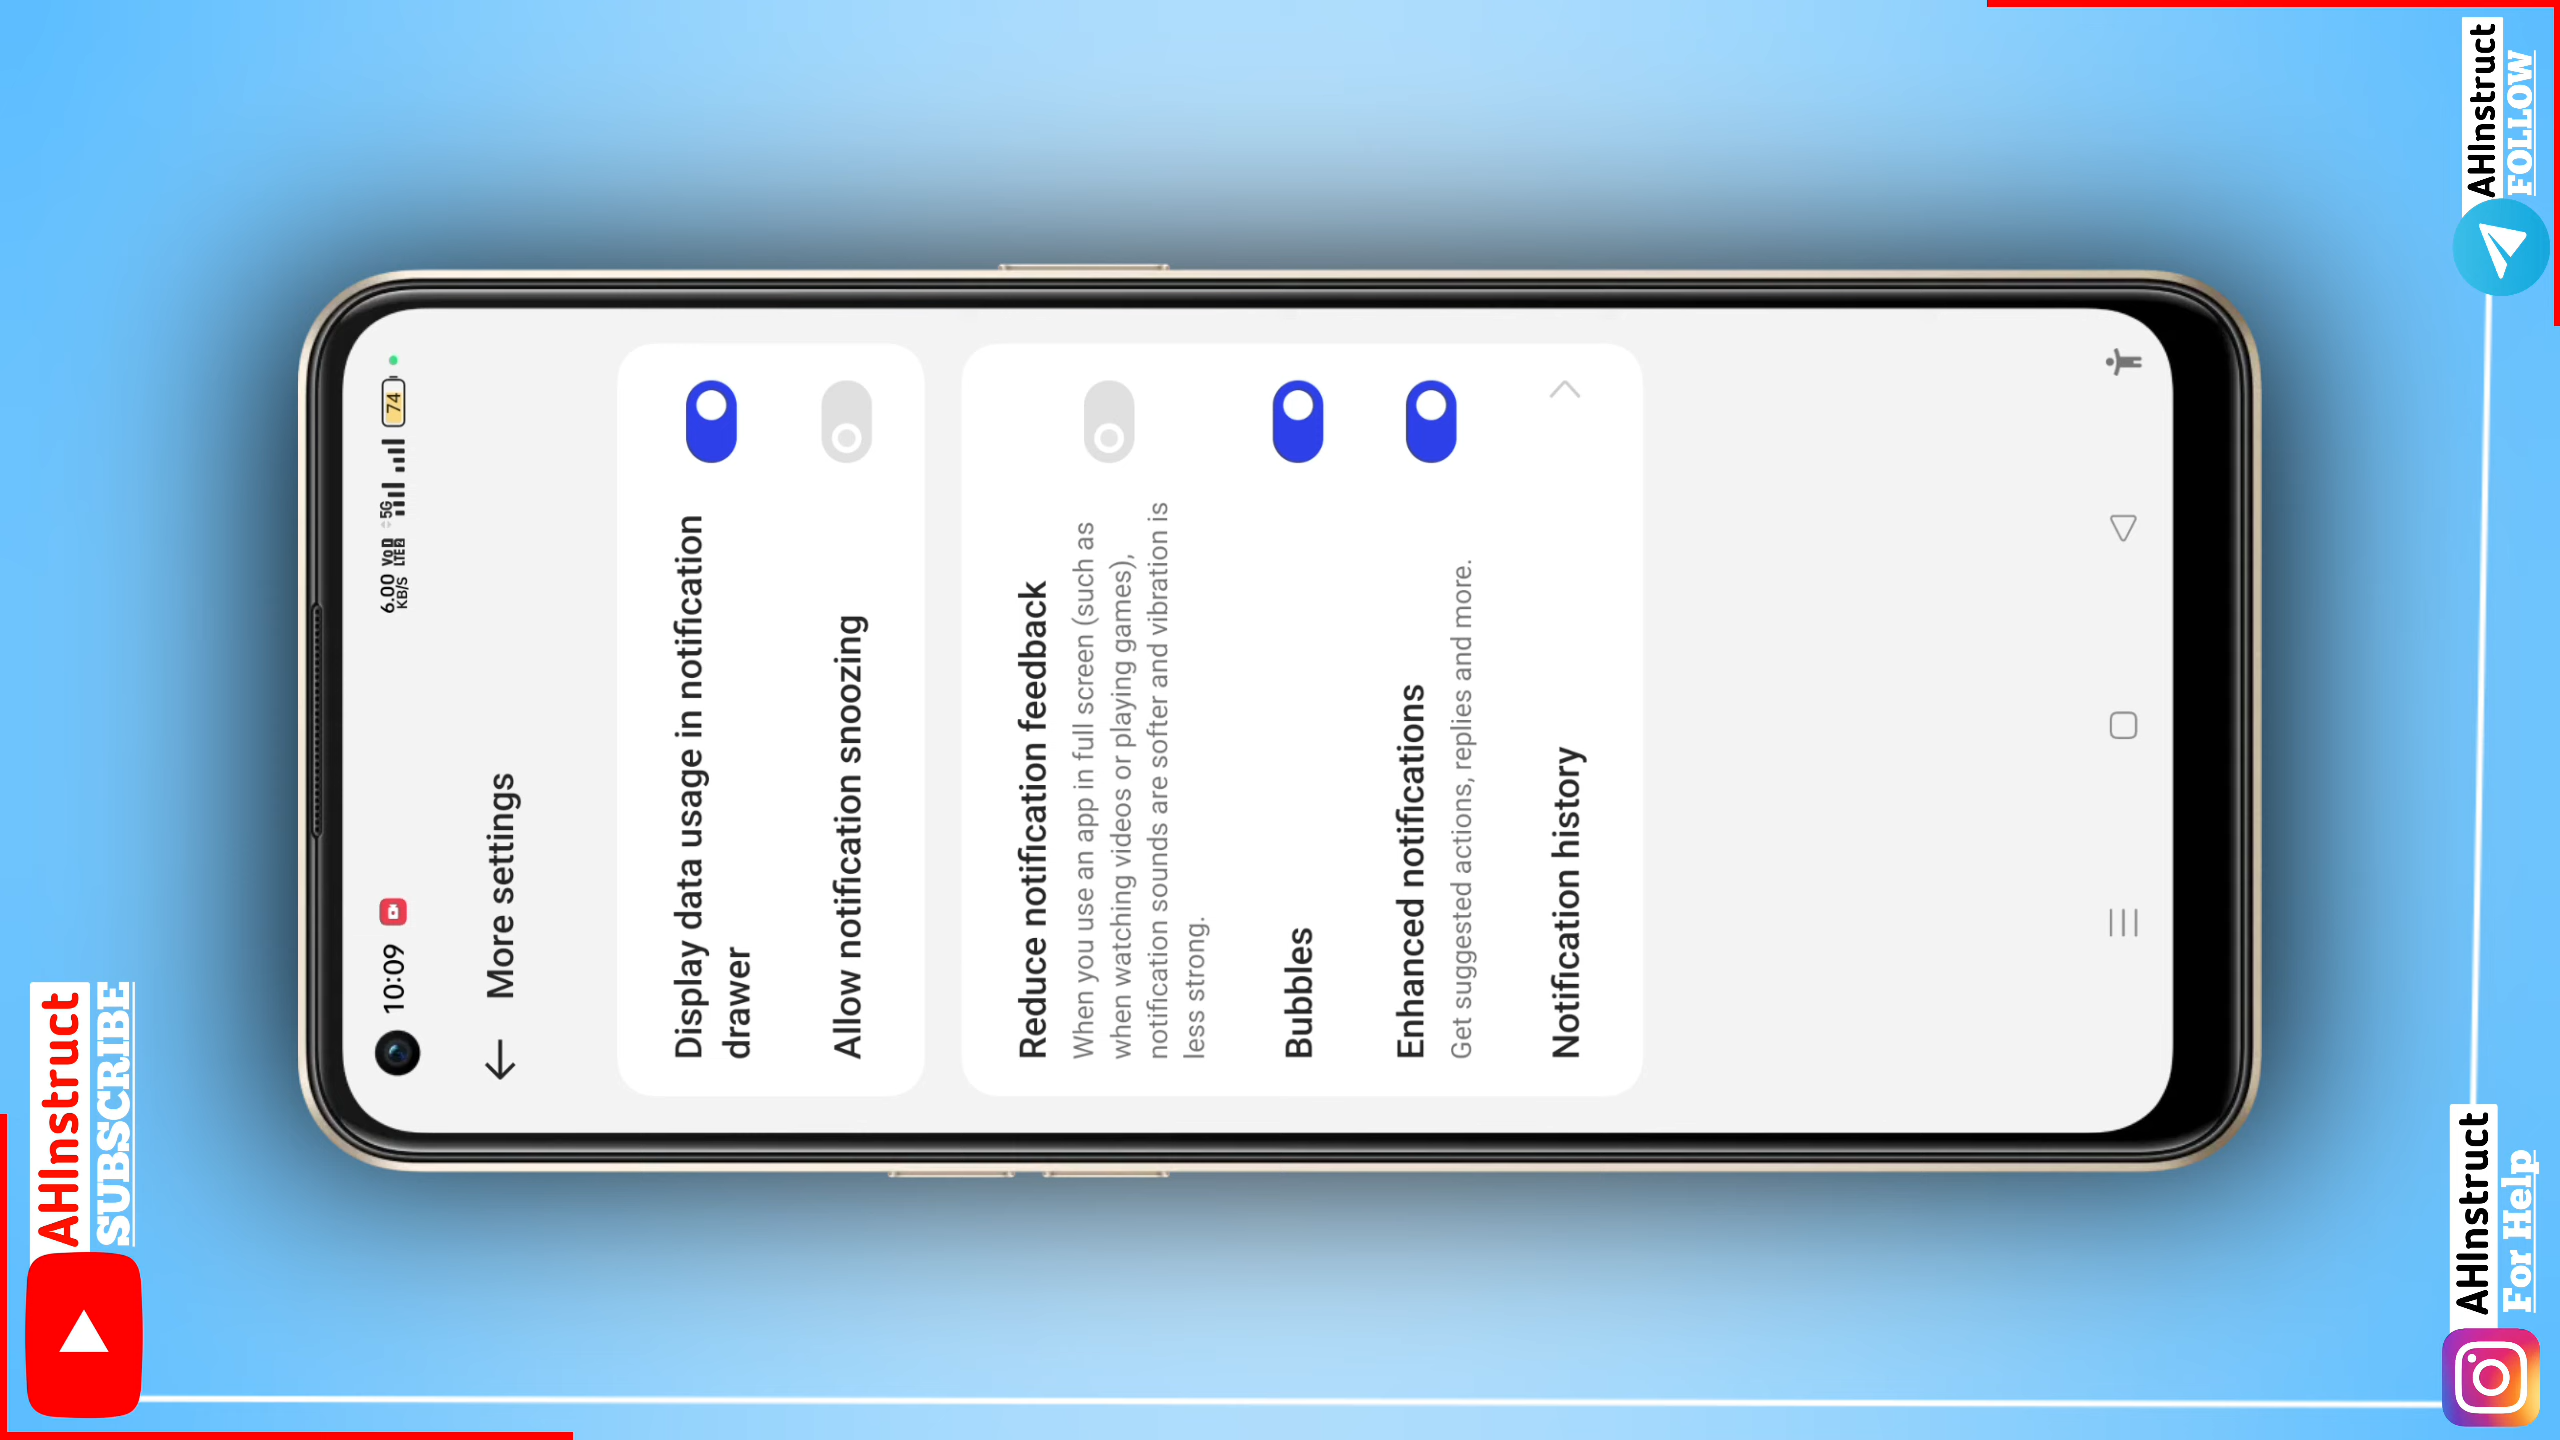 AHInstruct
SUBSCRIBE
AHInstruct
FOLLOW
AHInstruct
For Help
10:09
6.00
KB/S
VoD
LTE2
5G
74
More settings
Display data usage in notification
drawer
Allow notification snoozing
Reduce notification feedback
When you use an app in full screen (such as
when watching videos or playing games),
notification sounds are softer and vibration is
less strong.
Bubbles
Enhanced notifications
Get suggested actions, replies and more.
Notification history